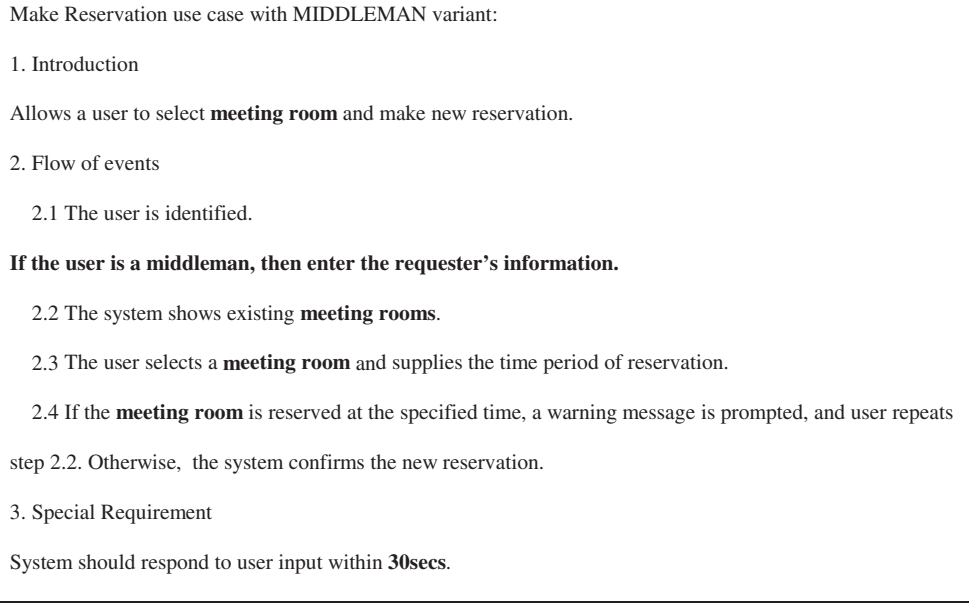 Make Reservation use case with MIDDLEMAN variant:
1. Introduction
Allows a user to select meeting room and make new reservation.
2. Flow of events
2.1 The user is identified.
If the user is a middleman, then enter the requester's information.
2.2 The system shows existing meeting rooms.
2.3 The user selects a meeting room and supplies the time period of reservation.
2.4 If the meeting room is reserved at the specified time, a warning message is prompted, and user repeats
step 2.2. Otherwise, the system confirms the new reservation.
3. Special Requirement
System should respond to user input within 30secs.